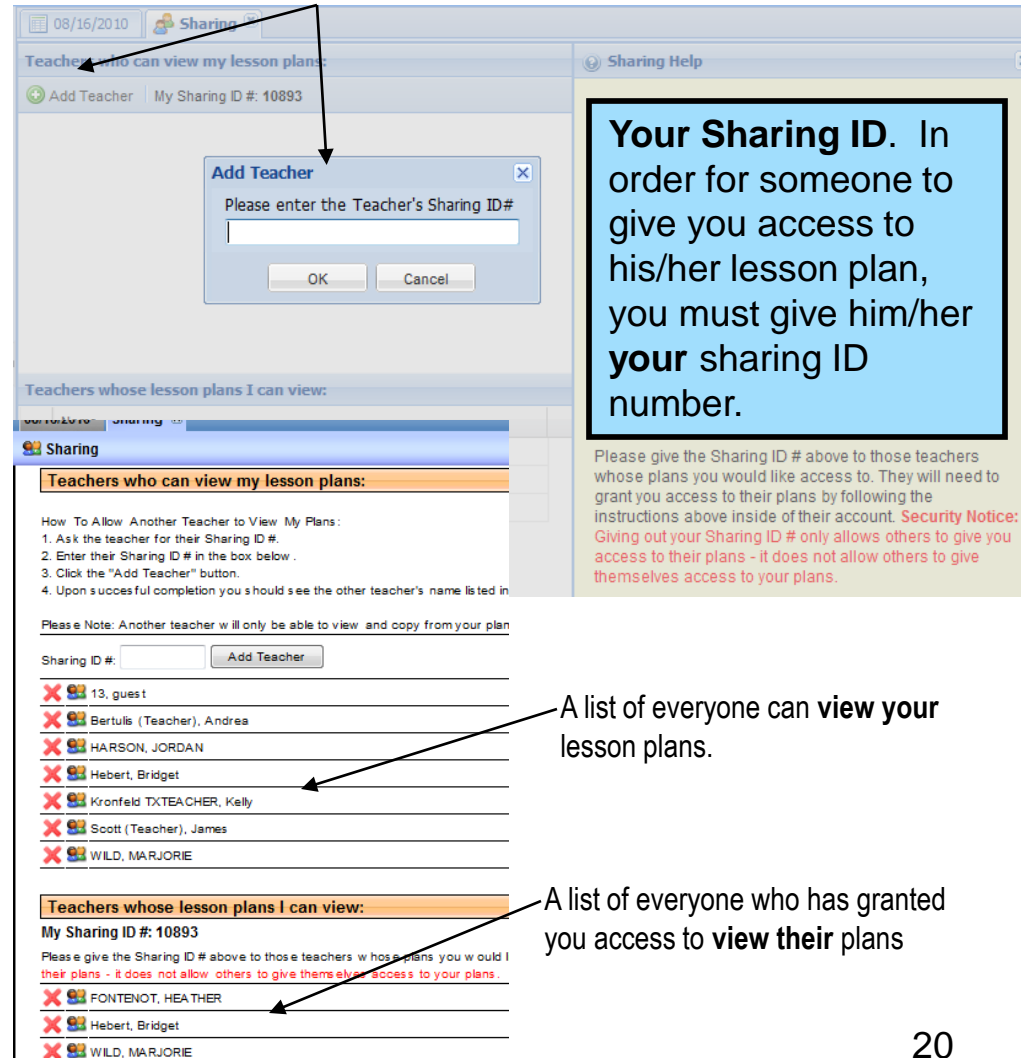 08/16/2010 Sharing
Teachers who can view my lesson plans:
Add Teacher My Sharing ID #: 10893
Add Teacher
Please enter the Teacher's Sharing ID#
OK Cancel
Teachers whose lesson plans I can view:
Sharing Help
Your Sharing ID. In
order for someone to
give you access to
his/her lesson plan,
you must give him/her
your sharing ID
number.
Please give the Sharing ID # above to those teachers
whose plans you would like access to. They will need to
grant you access to their plans by following the
instructions above inside of their account. Security Notice:
Giving out your Sharing ID # only allows others to give you
access to their plans - it does not allow others to give
themselves access to your plans.
Sharing
Teachers who can view my lesson plans:
How To Allow Another Teacher to View My Plans:
1. Ask the teacher for their Sharing ID #.
2. Enter their Sharing ID # in the box below .
3. Click the "Add Teacher" button.
4. Upon succesful completion you should see the other teacher's name listed in
Please Note: Another teacher will only be able to view and copy from your plan
Sharing ID #: Add Teacher
13, guest
Bertulis (Teacher), Andrea
HARSON, JORDAN
Hebert, Bridget
Kronfeld TXTEACHER, Kelly
Scott (Teacher), James
WILD, MARJORIE
A list of everyone can view your
lesson plans.
Teachers whose lesson plans I can view:
My Sharing ID #: 10893
Please give the Sharing ID # above to those teachers whose plans you would
their plans - it does not allow others to give themselves access to your plans.
FONTENOT, HEATHER
Hebert, Bridget
WILD, MARJORIE
A list of everyone who has granted
you access to view their plans
20